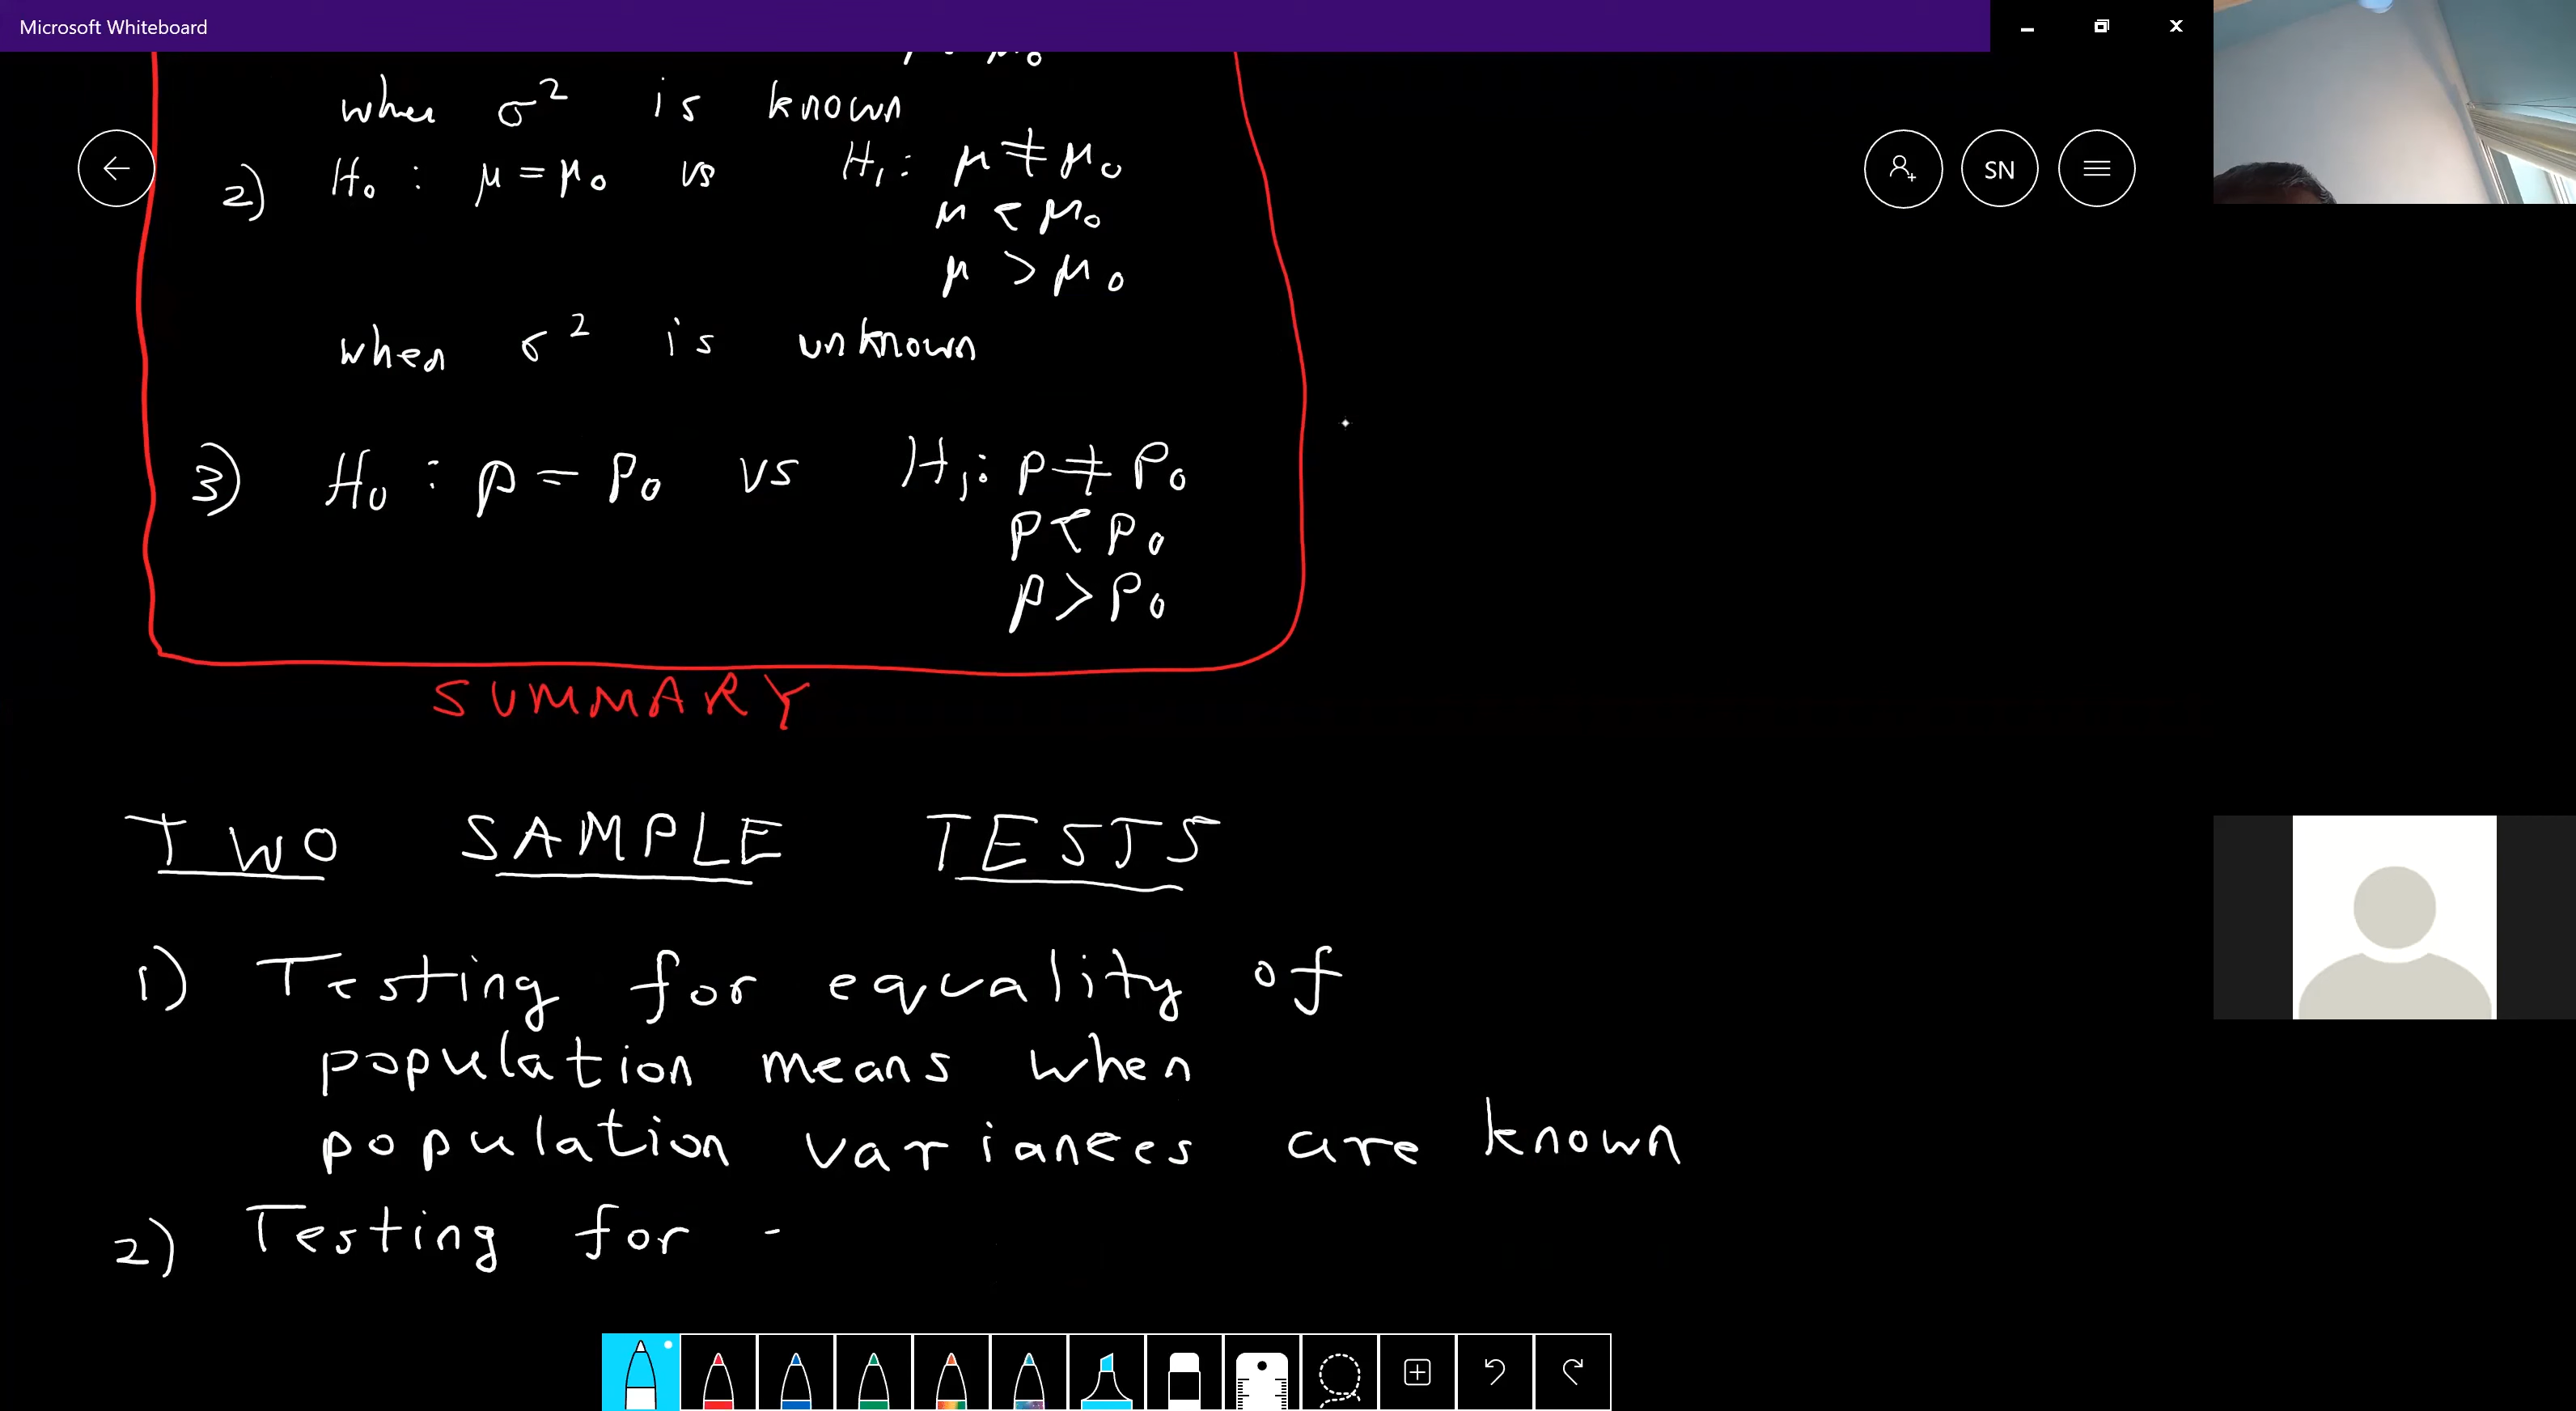 Microsoft Whiteboard
when σ² is known
2) H₀ : μ = μ₀ vs H₁ : μ ≠ μ₀
μ < μ₀
μ > μ₀
when σ² is unknown
3) H₀ : p = p₀ vs H₁ : p ≠ p₀
p < p₀
p > p₀
SUMMARY
TWO SAMPLE TESTS
1) Testing for equality of
population means when
population variances are known
2) Testing for -
SN